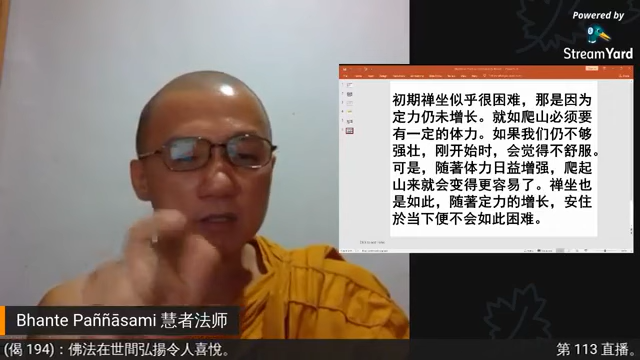 Powered by
StreamYard
初期禅坐似乎很困难，那是因为
定力仍未增长。就如爬山必须要
有一定的体力。如果我们仍不够
强壮，刚开始时，会觉得不舒服。
可是，随著体力日益增强，爬起
山来就会变得更容易了。禅坐也
是如此，随著定力的增长，安住
於当下便不会如此困难。
Bhante Paññāsami 慧者法师
(偈 194)：佛法在世間弘揚令人喜悅。
第 113 直播。